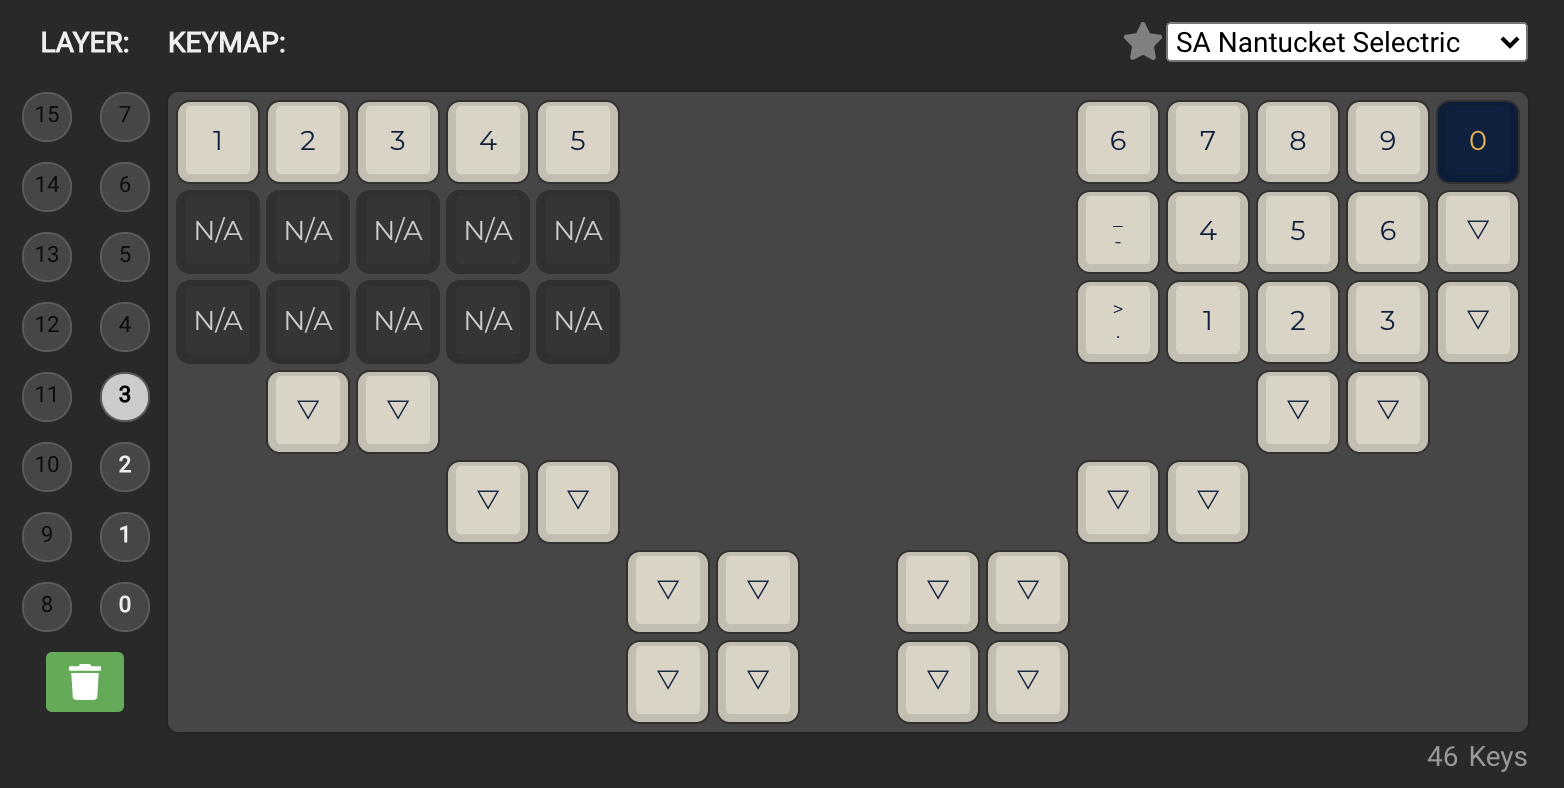 LAYER: KEYMAP: SA Nantucket Selectric
15 7 1 2 3 4 5 6 7 8 9 0
14 6 N/A N/A N/A N/A N/A _ - 4 5 6 ▽
13 5
12 4 N/A N/A N/A N/A N/A > . 1 2 3 ▽
11 3 ▽ ▽ ▽ ▽
10 2 ▽ ▽ ▽ ▽
9 1
8 0 ▽ ▽ ▽ ▽
▽ ▽ ▽ ▽
46 Keys